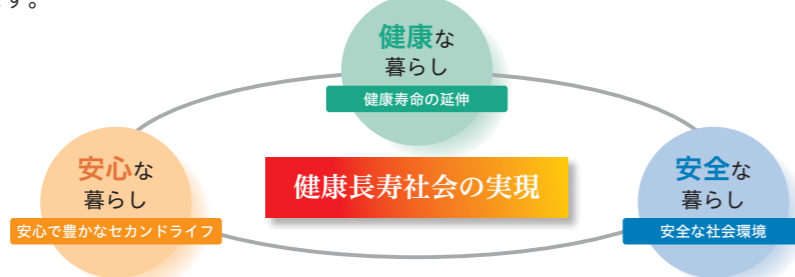 す。
健康な
暮らし
健康寿命の延伸
安心な
暮らし
安心で豊かなセカンドライフ
健康長寿社会の実現
安全な
暮らし
安全な社会環境